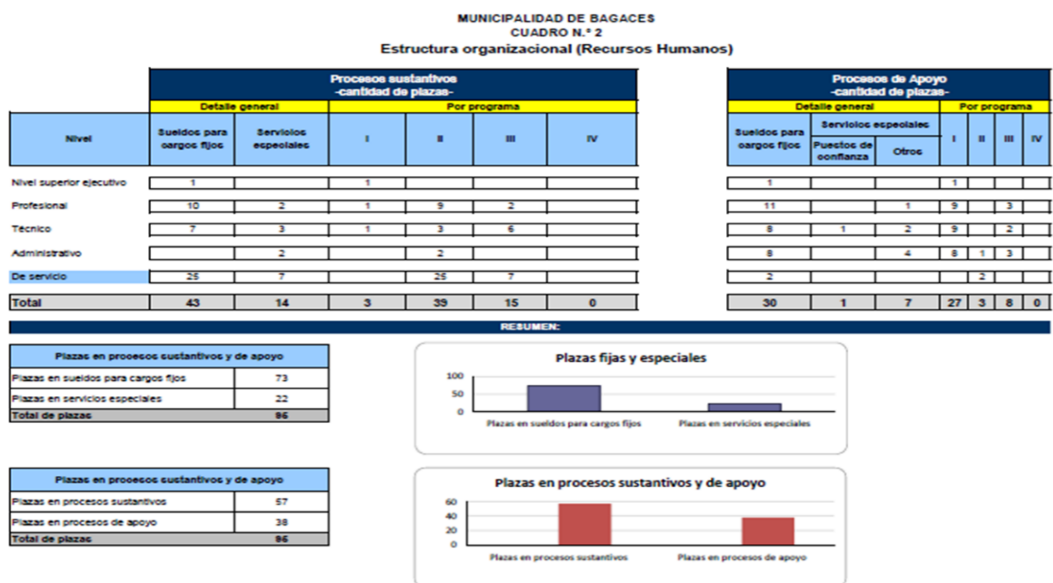 MUNICIPALIDAD DE BAGACES
CUADRO N.° 2
Estructura organizacional (Recursos Humanos)
Procesos sustantivos
-cantidad de plazas-
Procesos de Apoyo
-cantidad de plazas-
Detalle general Por programa Detalle general Por programa
Nivel Sueldos para cargos fijos Servicios especiales I II III IV Sueldos para cargos fijos Servicios especiales Puestos de confianza Otros I II III IV
Nivel superior ejecutivo 1 1 1 1
Profesional 10 2 1 9 2 11 1 9 3
Técnico 7 3 1 3 6 8 1 2 9 2
Administrativo 2 2 8 4 8 1 3
De servicio 25 7 25 7 2 2
Total 43 14 3 39 15 0 30 1 7 27 3 8 0
RESUMEN:
Plazas en procesos sustantivos y de apoyo
Plazas en sueldos para cargos fijos 73
Plazas en servicios especiales 22
Total de plazas 95
Plazas fijas y especiales
100
50
0
Plazas en sueldos para cargos fijos Plazas en servicios especiales
Plazas en procesos sustantivos y de apoyo
Plazas en procesos sustantivos 57
Plazas en procesos de apoyo 38
Total de plazas 95
Plazas en procesos sustantivos y de apoyo
60
40
20
0
Plazas en procesos sustantivos Plazas en procesos de apoyo